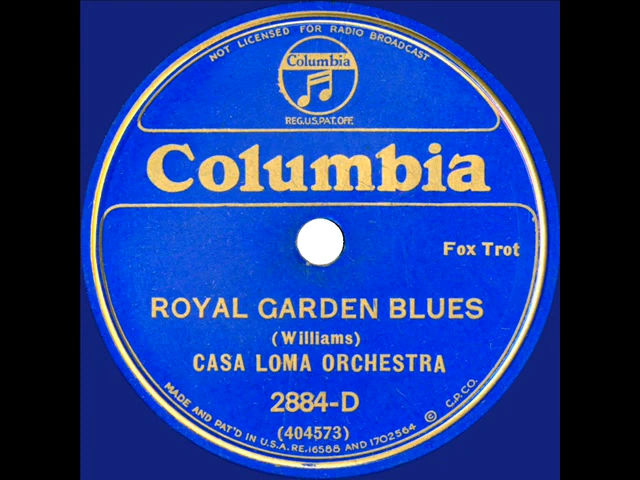 NOT LICENSED FOR RADIO BROADCAST
Columbia
REG.U.S.PAT.OFF.
Columbia
Fox Trot
ROYAL GARDEN BLUES
(Williams)
CASA LOMA ORCHESTRA
2884-D
(404573)
MADE AND PAT'D IN U.S.A. RE.16588 AND 1702564 © C.P.CO.